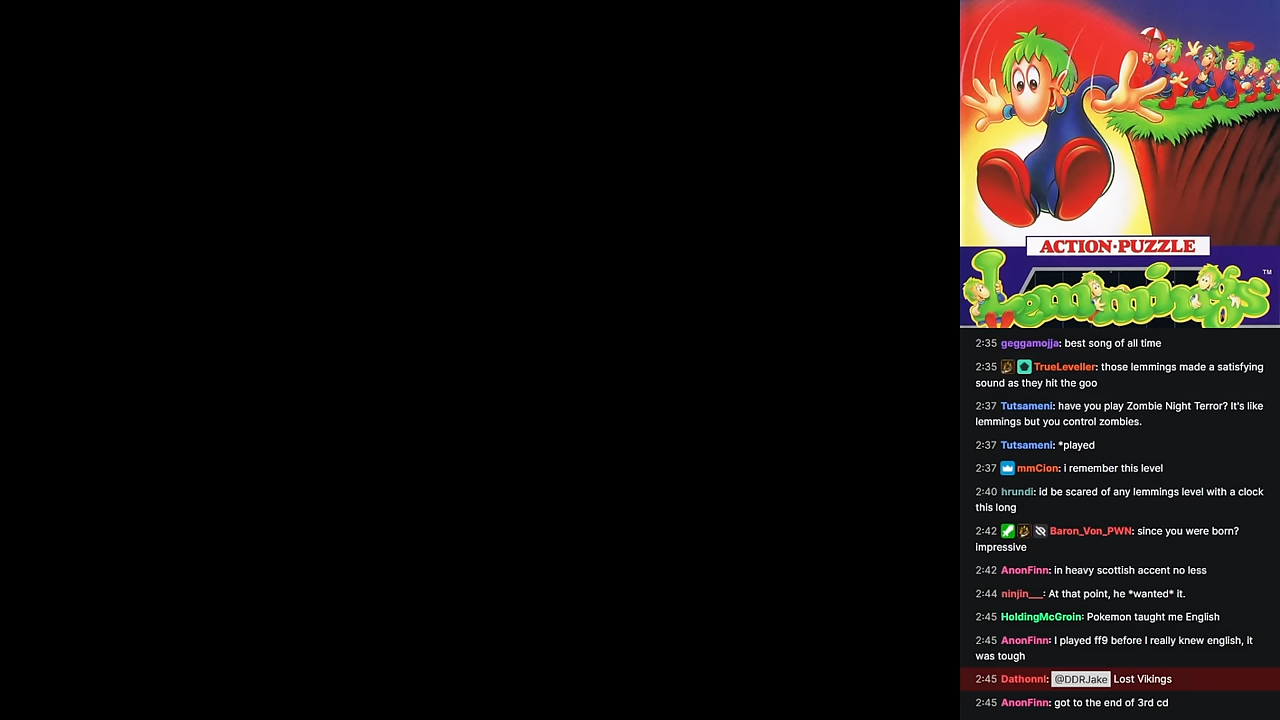 ACTION·PUZZLE
Lemmings™
2:35 geggamojja: best song of all time
2:35 TrueLeveller: those lemmings made a satisfying
sound as they hit the goo
2:37 Tutsameni: have you play Zombie Night Terror? It's like
lemmings but you control zombies.
2:37 Tutsameni: *played
2:37 mmCion: i remember this level
2:40 hrundi: id be scared of any lemmings level with a clock
this long
2:42 Baron_Von_PWN: since you were born?
impressive
2:42 AnonFinn: in heavy scottish accent no less
2:44 ninjin___: At that point, he *wanted* it.
2:45 HoldingMcGroin: Pokemon taught me English
2:45 AnonFinn: I played ff9 before I really knew english, it
was tough
2:45 Dathonnl: @DDRJake Lost Vikings
2:45 AnonFinn: got to the end of 3rd cd